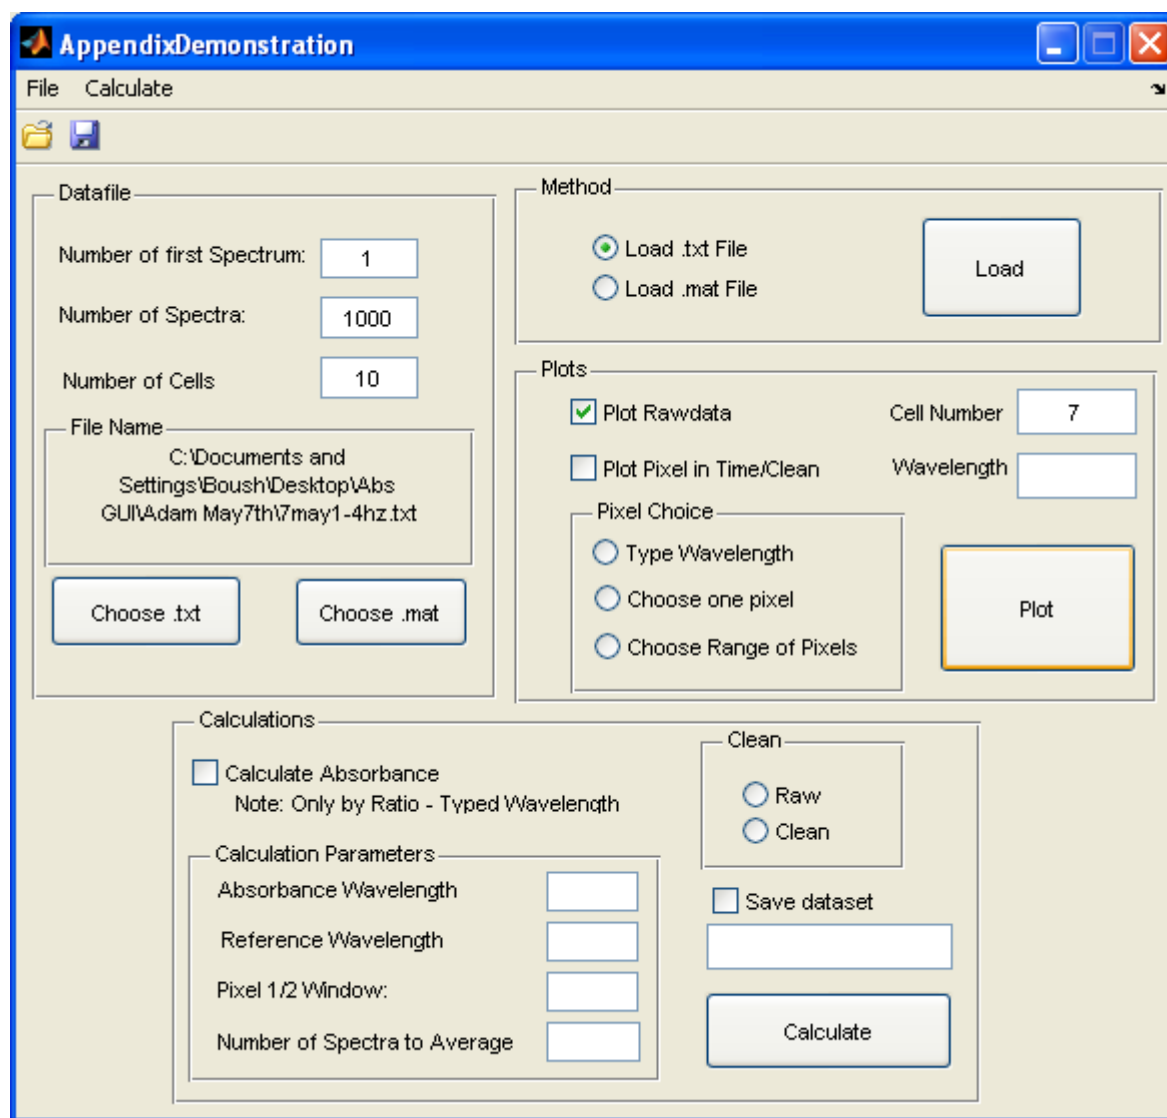 AppendixDemonstration
File Calculate
Datafile
Number of first Spectrum: 1
Number of Spectra: 1000
Number of Cells 10
File Name
C:\Documents and
Settings\Boush\Desktop\Abs
GUI\Adam May7th\7may1-4hz.txt
Choose .txt Choose .mat
Method
Load .txt File
Load .mat File
Load
Plots
Plot Rawdata Cell Number 7
Plot Pixel in Time/Clean Wavelength
Pixel Choice
Type Wavelength
Choose one pixel
Choose Range of Pixels
Plot
Calculations
Calculate Absorbance
Note: Only by Ratio - Typed Wavelength
Calculation Parameters
Absorbance Wavelength
Reference Wavelength
Pixel 1/2 Window:
Number of Spectra to Average
Clean
Raw
Clean
Save dataset
Calculate